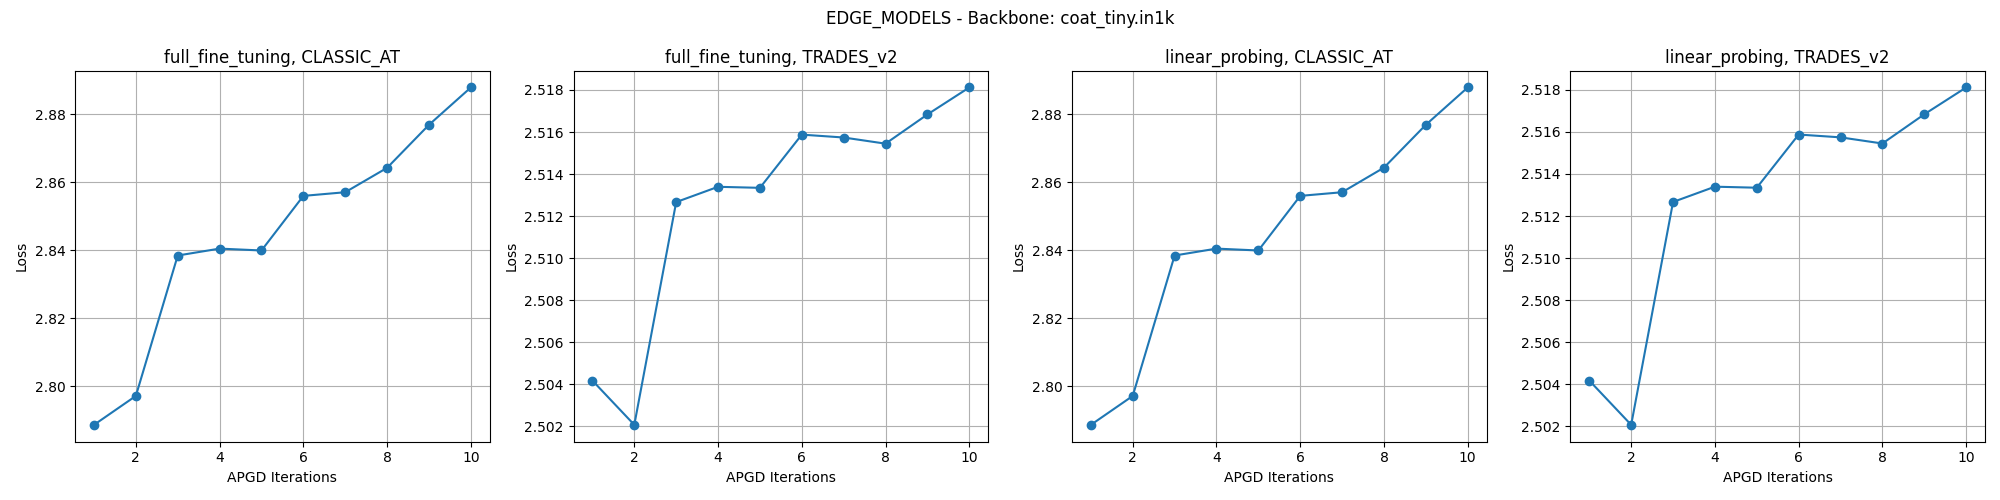 EDGE_MODELS - Backbone: coat_tiny.in1k
full_fine_tuning, CLASSIC_AT
2.88
2.86
2.84
2.82
2.80
Loss
2 4 6 8 10
APGD Iterations
full_fine_tuning, TRADES_v2
2.518
2.516
2.514
2.512
2.510
2.508
2.506
2.504
2.502
Loss
2 4 6 8 10
APGD Iterations
linear_probing, CLASSIC_AT
2.88
2.86
2.84
2.82
2.80
Loss
2 4 6 8 10
APGD Iterations
linear_probing, TRADES_v2
2.518
2.516
2.514
2.512
2.510
2.508
2.506
2.504
2.502
Loss
2 4 6 8 10
APGD Iterations